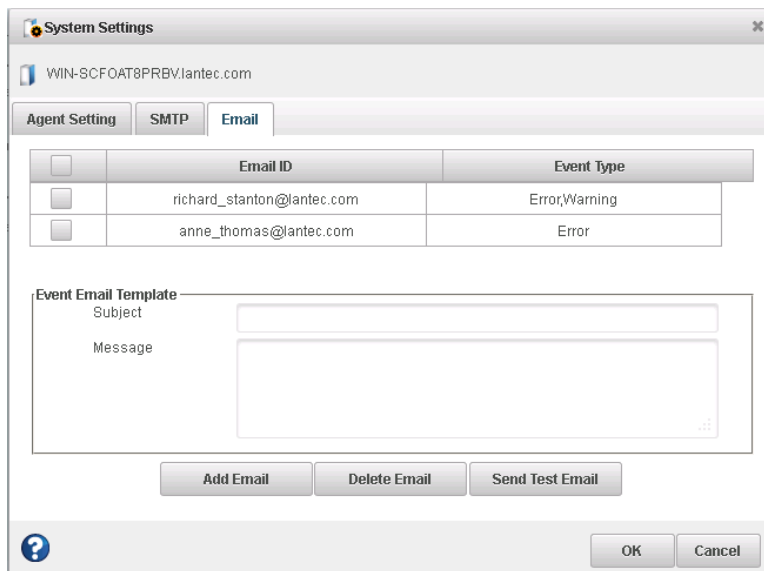 System Settings
WIN-SCFOAT8PRBV.lantec.com
Agent Setting SMTP Email
Email ID Event Type
richard_stanton@lantec.com Error,Warning
anne_thomas@lantec.com Error
Event Email Template
Subject
Message
Add Email Delete Email Send Test Email
? OK Cancel